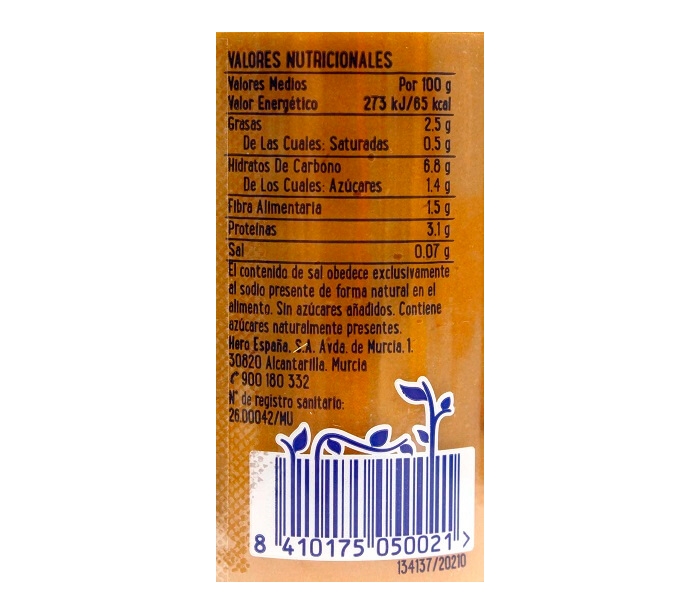 VALORES NUTRICIONALES
Valores Medios Por 100 g
Valor Energético 273 kJ/65 kcal
Grasas 2.5 g
De Las Cuales: Saturadas 0.5 g
Hidratos De Carbono 6.8 g
De Los Cuales: Azúcares 1.4 g
Fibra Alimentaria 1.5 g
Proteínas 3.1 g
Sal 0.07 g
El contenido de sal obedece exclusivamente
al sodio presente de forma natural en el
alimento. Sin azúcares añadidos. Contiene
azúcares naturalmente presentes.
Hero España, S.A. Avda. de Murcia, 1.
30820 Alcantarilla. Murcia
900 180 332
N° de registro sanitario:
26.00042/MU
8 410175 050021 >
134137/20210